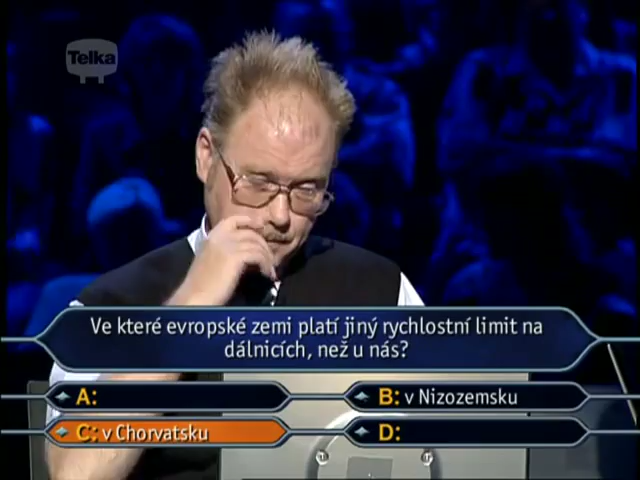 Telka
Ve které evropské zemi platí jiný rychlostní limit na
dálnicích, než u nás?
A:
B: v Nizozemsku
C: v Chorvatsku
D: